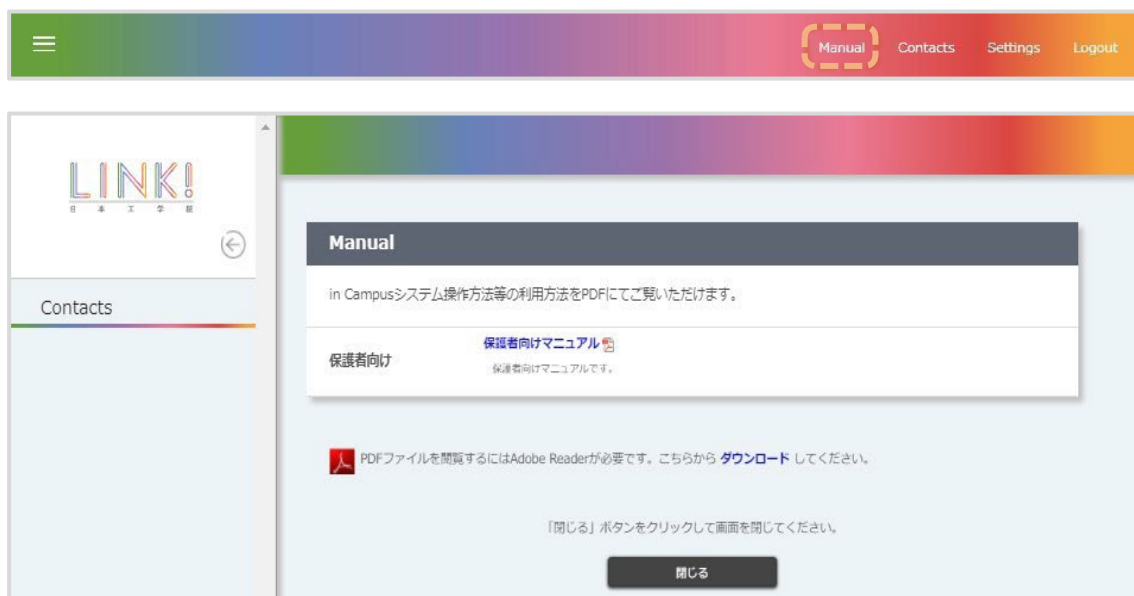 Manual Contacts Settings Logout
LINK!
日本工学院
Contacts
Manual
in Campusシステム操作方法等の利用方法をPDFにてご覧いただけます。
保護者向け
保護者向けマニュアル
保護者向けマニュアルです。
PDFファイルを閲覧するにはAdobe Readerが必要です。こちらから ダウンロード してください。
「閉じる」ボタンをクリックして画面を閉じてください。
閉じる